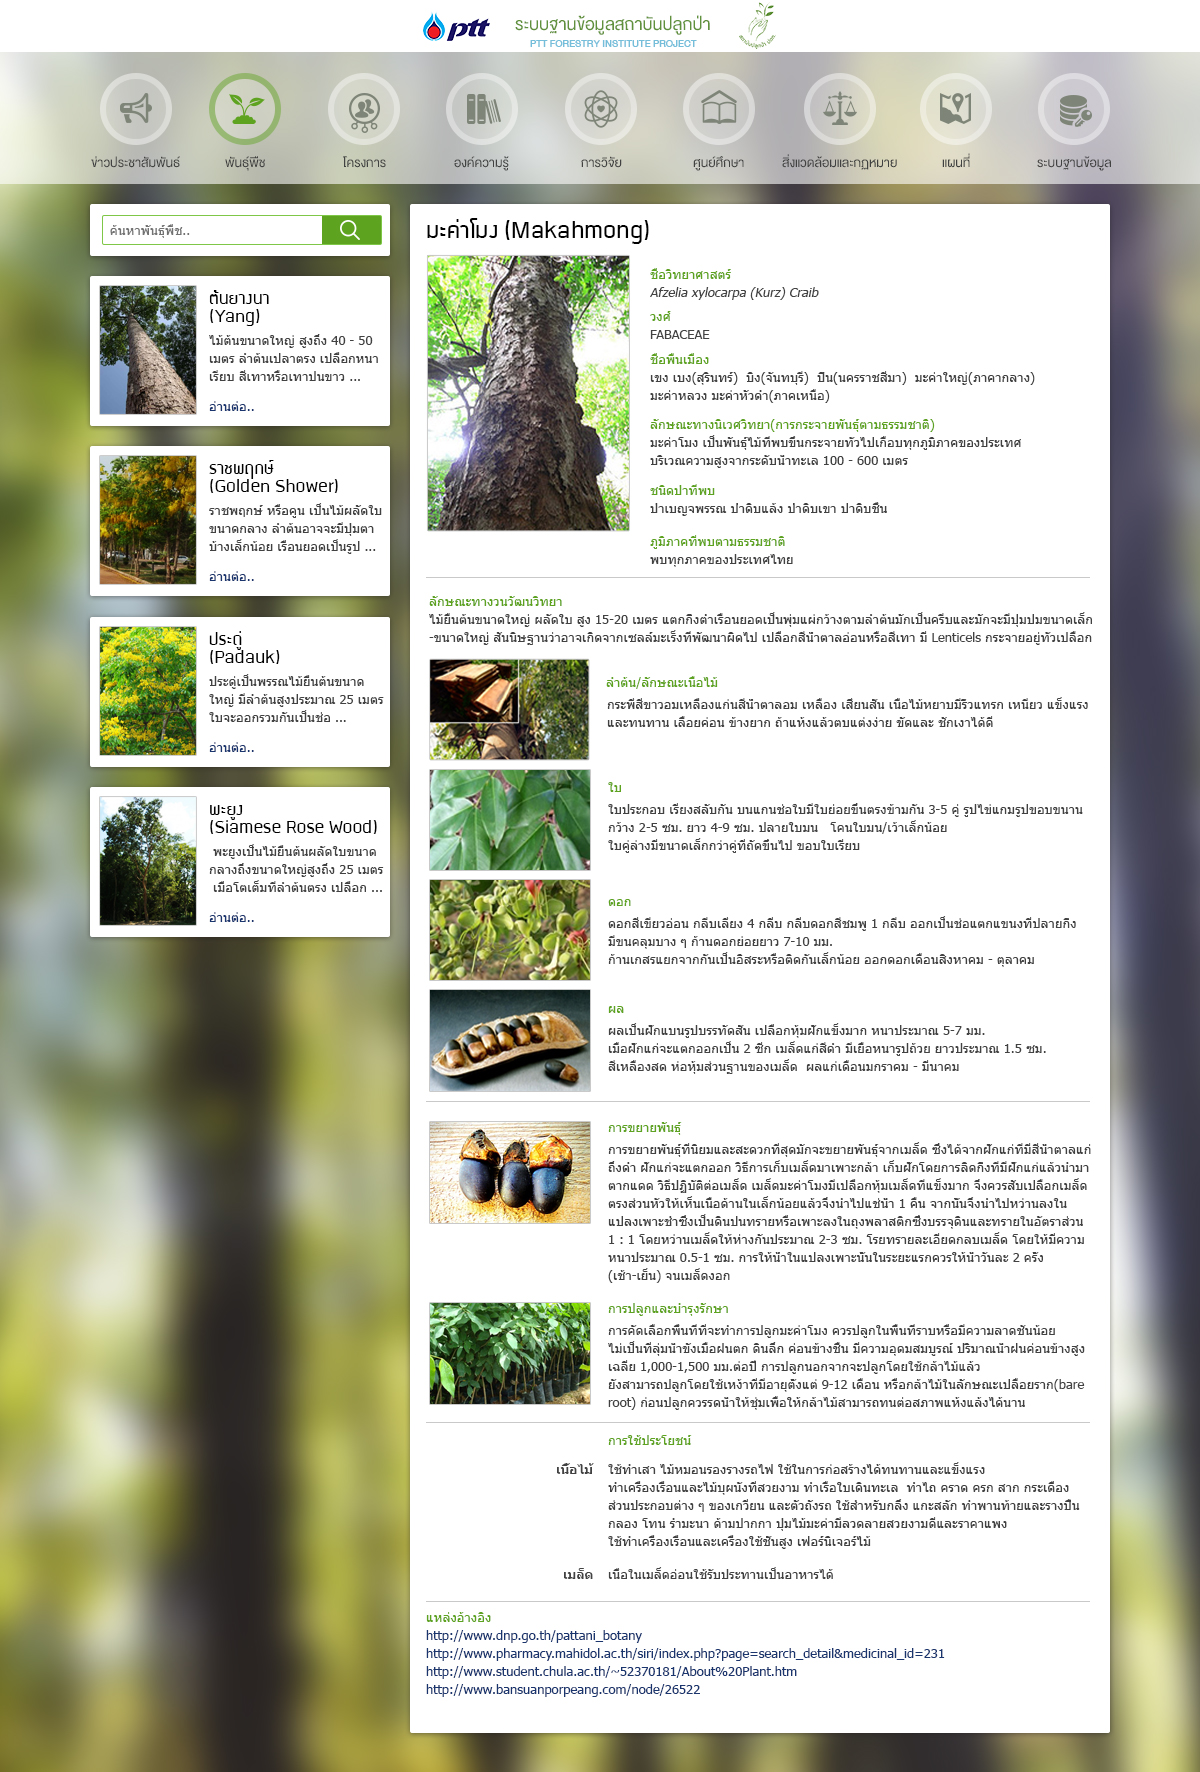 ptt
ระบบฐานข้อมูลสถาบันปลูกป่า
PTT FORESTRY INSTITUTE PROJECT
ข่าวประชาสัมพันธ์
พันธุ์พืช
โครงการ
องค์ความรู้
การวิจัย
ศูนย์ศึกษา
สิ่งแวดล้อมและกฎหมาย
แผนที่
ระบบฐานข้อมูล
ค้นหาพันธุ์พืช..
ต้นยางนา
(Yang)
ไม้ต้นขนาดใหญ่ สูงถึง 40 - 50
เมตร ลำต้นเปลาตรง เปลือกหนา
เรียบ สีเทาหรือเทาปนขาว ...
อ่านต่อ..
ราชพฤกษ์
(Golden Shower)
ราชพฤกษ์ หรือคูน เป็นไม้ผลัดใบ
ขนาดกลาง ลำต้นอาจจะมีปุ่มตา
บ้างเล็กน้อย เรือนยอดเป็นรูป ...
อ่านต่อ..
ประดู่
(Padauk)
ประดู่เป็นพรรณไม้ยืนต้นขนาด
ใหญ่ มีลำต้นสูงประมาณ 25 เมตร
ใบจะออกรวมกันเป็นช่อ ...
อ่านต่อ..
พะยูง
(Siamese Rose Wood)
พะยูงเป็นไม้ยืนต้นผลัดใบขนาด
กลางถึงขนาดใหญ่สูงถึง 25 เมตร
เมื่อโตเต็มที่ลำต้นตรง เปลือก ...
อ่านต่อ..
มะค่าโมง (Makahmong)
ชื่อวิทยาศาสตร์
Afzelia xylocarpa (Kurz) Craib
วงศ์
FABACEAE
ชื่อพื้นเมือง
เขง เบง(สุรินทร์)  บิง(จันทบุรี)  ปิ้น(นครราชสีมา)  มะค่าใหญ่(ภาคกลาง)
มะค่าหลวง มะค่าหัวคำ(ภาคเหนือ)
ลักษณะทางนิเวศวิทยา(การกระจายพันธุ์ตามธรรมชาติ)
มะค่าโมง เป็นพันธุ์ไม้ที่พบขึ้นกระจายทั่วไปเกือบทุกภูมิภาคของประเทศ
บริเวณความสูงจากระดับน้ำทะเล 100 - 600 เมตร
ชนิดป่าที่พบ
ป่าเบญจพรรณ ป่าดิบแล้ง ป่าดิบเขา ป่าดิบชื้น
ภูมิภาคที่พบตามธรรมชาติ
พบทุกภาคของประเทศไทย
ลักษณะทางวนวัฒนวิทยา
ไม้ยืนต้นขนาดใหญ่ ผลัดใบ สูง 15-20 เมตร แตกกิ่งต่ำเรือนยอดเป็นพุ่มแผ่กว้างตามลำต้นมักเป็นครีบและมักจะมีปุ่มปมขนาดเล็ก
-ขนาดใหญ่ สันนิษฐานว่าอาจเกิดจากเซลล์มะเร็งที่พัฒนาผิดไป เปลือกสีน้ำตาลอ่อนหรือสีเทา มี Lenticels กระจายอยู่ทั่วเปลือก
ลำต้น/ลักษณะเนื้อไม้
กระพี้สีขาวอมเหลืองแก่นสีน้ำตาลอม เหลือง เสี้ยนสัน เนื้อไม้หยาบมีริ้วแทรก เหนียว แข็งแรง
และทนทาน เลื่อยค่อน ข้างยาก ถ้าแห้งแล้วตบแต่งง่าย ขัดและ ชักเงาได้ดี
ใบ
ใบประกอบ เรียงสลับกัน บนแกนช่อใบมีใบย่อยขึ้นตรงข้ามกัน 3-5 คู่ รูปไข่แกมรูปขอบขนาน
กว้าง 2-5 ซม. ยาว 4-9 ซม. ปลายใบมน   โคนใบมน/เว้าเล็กน้อย
ใบคู่ล่างมีขนาดเล็กกว่าคู่ที่ถัดขึ้นไป ขอบใบเรียบ
ดอก
ดอกสีเขียวอ่อน กลีบเลี้ยง 4 กลีบ กลีบดอกสีชมพู 1 กลีบ ออกเป็นช่อแตกแขนงที่ปลายกิ่ง
มีขนคลุมบาง ๆ ก้านดอกย่อยยาว 7-10 มม.
ก้านเกสรแยกจากกันเป็นอิสระหรือติดกันเล็กน้อย ออกดอกเดือนสิงหาคม - ตุลาคม
ผล
ผลเป็นฝักแบนรูปบรรทัดสั้น เปลือกหุ้มฝักแข็งมาก หนาประมาณ 5-7 มม.
เมื่อฝักแก่จะแตกออกเป็น 2 ซีก เมล็ดแก่สีดำ มีเยื่อหนารูปถ้วย ยาวประมาณ 1.5 ซม.
สีเหลืองสด ห่อหุ้มส่วนฐานของเมล็ด  ผลแก่เดือนมกราคม - มีนาคม
การขยายพันธุ์
การขยายพันธุ์ที่นิยมและสะดวกที่สุดมักจะขยายพันธุ์จากเมล็ด ซึ่งได้จากฝักแก่ที่มีสีน้ำตาลแก่
ถึงดำ ฝักแก่จะแตกออก วิธีการเก็บเมล็ดมาเพาะกล้า เก็บฝักโดยการลิดกิ่งที่มีฝักแก่แล้วนำมา
ตากแดด วิธีปฏิบัติต่อเมล็ด เมล็ดมะค่าโมงมีเปลือกหุ้มเมล็ดที่แข็งมาก จึงควรสับเปลือกเมล็ด
ตรงส่วนหัวให้เห็นเนื้อด้านในเล็กน้อยแล้วจึงนำไปแช่น้ำ 1 คืน จากนั้นจึงนำไปหว่านลงใน
แปลงเพาะชำซึ่งเป็นดินปนทรายหรือเพาะลงในถุงพลาสติกซึ่งบรรจุดินและทรายในอัตราส่วน
1 : 1 โดยหว่านเมล็ดให้ห่างกันประมาณ 2-3 ซม. โรยทรายละเอียดกลบเมล็ด โดยให้มีความ
หนาประมาณ 0.5-1 ซม. การให้น้ำในแปลงเพาะนั้นในระยะแรกควรให้น้ำวันละ 2 ครั้ง
(เช้า-เย็น) จนเมล็ดงอก
การปลูกและบำรุงรักษา
การคัดเลือกพื้นที่ที่จะทำการปลูกมะค่าโมง ควรปลูกในพื้นที่ราบหรือมีความลาดชันน้อย
ไม่เป็นที่ลุ่มน้ำขังเมื่อฝนตก ดินลึก ค่อนข้างชื้น มีความอุดมสมบูรณ์ ปริมาณน้ำฝนค่อนข้างสูง
เฉลี่ย 1,000-1,500 มม.ต่อปี การปลูกนอกจากจะปลูกโดยใช้กล้าไม้แล้ว
ยังสามารถปลูกโดยใช้เหง้าที่มีอายุตั้งแต่ 9-12 เดือน หรือกล้าไม้ในลักษณะเปลือยราก(bare
root) ก่อนปลูกควรรดน้ำให้ชุ่มเพื่อให้กล้าไม้สามารถทนต่อสภาพแห้งแล้งได้นาน
การใช้ประโยชน์
เนื้อไม้
ใช้ทำเสา ไม้หมอนรองรางรถไฟ ใช้ในการก่อสร้างได้ทนทานและแข็งแรง
ทำเครื่องเรือนและไม้บุผนังที่สวยงาม ทำเรือใบเดินทะเล  ทำไถ คราด ครก สาก กระเดื่อง
ส่วนประกอบต่าง ๆ ของเกวียน และตัวถังรถ ใช้สำหรับกลึง แกะสลัก ทำพานท้ายและรางปืน
กลอง โทน รำมะนา ด้ามปากกา ปุ่มไม้มะค่ามีลวดลายสวยงามดีและราคาแพง
ใช้ทำเครื่องเรือนและเครื่องใช้ชั้นสูง เฟอร์นิเจอร์ไม้
เมล็ด
เนื้อในเมล็ดอ่อนใช้รับประทานเป็นอาหารได้
แหล่งอ้างอิง
http://www.dnp.go.th/pattani_botany
http://www.pharmacy.mahidol.ac.th/siri/index.php?page=search_detail&medicinal_id=231
http://www.student.chula.ac.th/~52370181/About%20Plant.htm
http://www.bansuanporpeang.com/node/26522